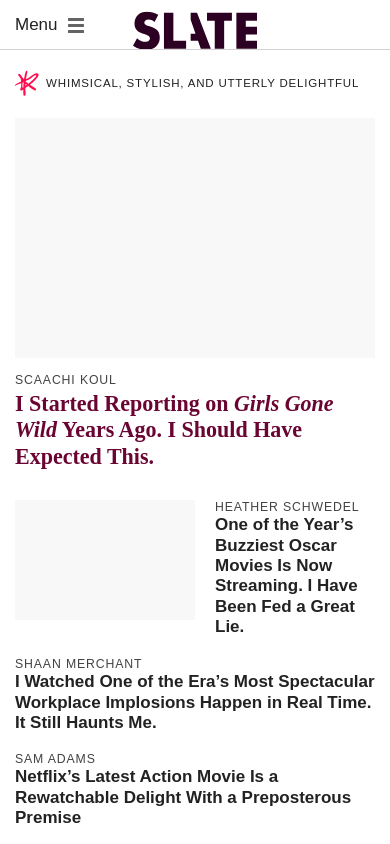 Menu
SLATE
WHIMSICAL, STYLISH, AND UTTERLY DELIGHTFUL
SCAACHI KOUL
I Started Reporting on Girls Gone
Wild Years Ago. I Should Have
Expected This.
HEATHER SCHWEDEL
One of the Year’s
Buzziest Oscar
Movies Is Now
Streaming. I Have
Been Fed a Great
Lie.
SHAAN MERCHANT
I Watched One of the Era’s Most Spectacular
Workplace Implosions Happen in Real Time.
It Still Haunts Me.
SAM ADAMS
Netflix’s Latest Action Movie Is a
Rewatchable Delight With a Preposterous
Premise